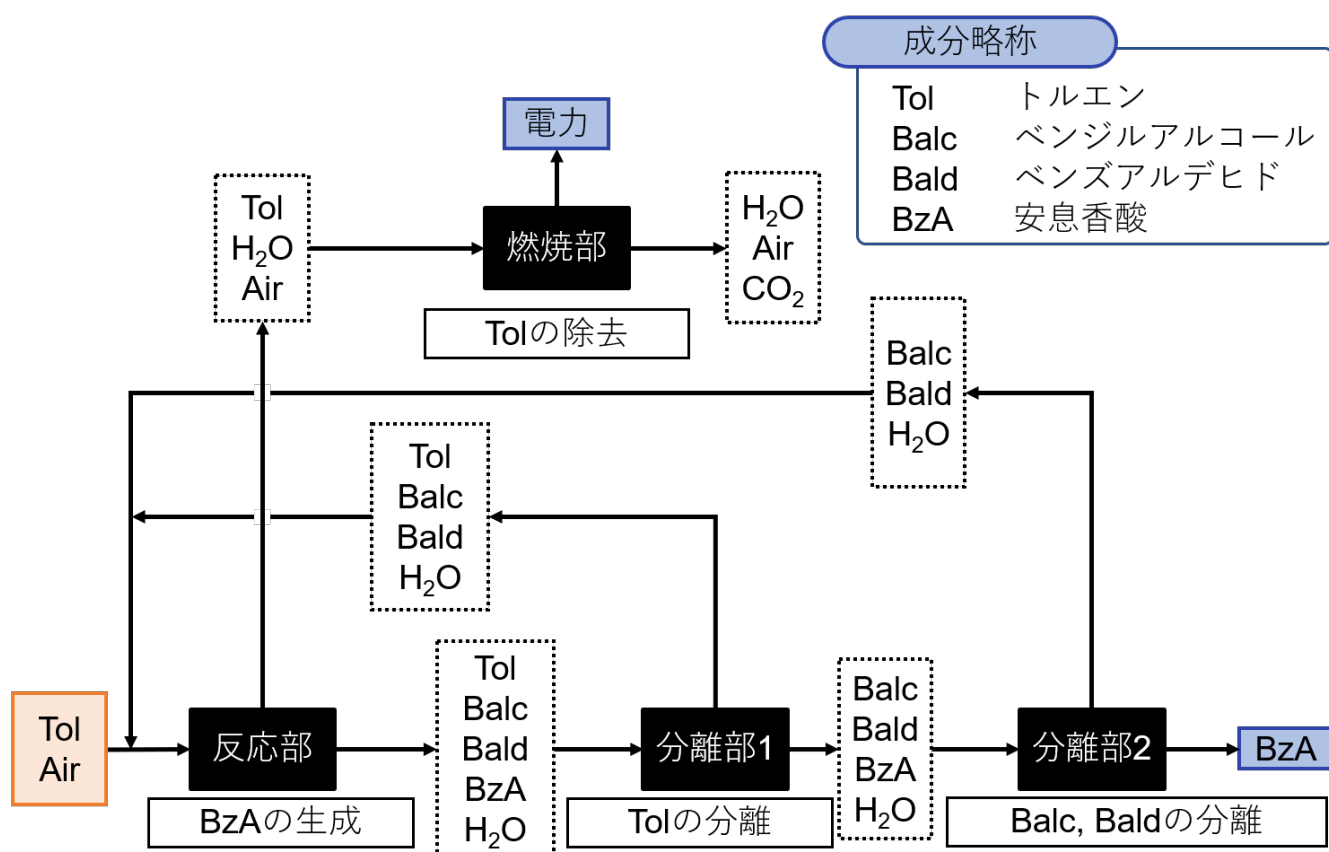 成分略称
Tol トルエン
Balc ベンジルアルコール
Bald ベンズアルデヒド
BzA 安息香酸
電力
Tol
H₂O
Air
燃焼部
H₂O
Air
CO₂
Tolの除去
Balc
Bald
H₂O
Tol
Balc
Bald
H₂O
Tol
Air
反応部
BzAの生成
Tol
Balc
Bald
BzA
H₂O
分離部1
Tolの分離
Balc
Bald
BzA
H₂O
分離部2
Balc, Baldの分離
BzA